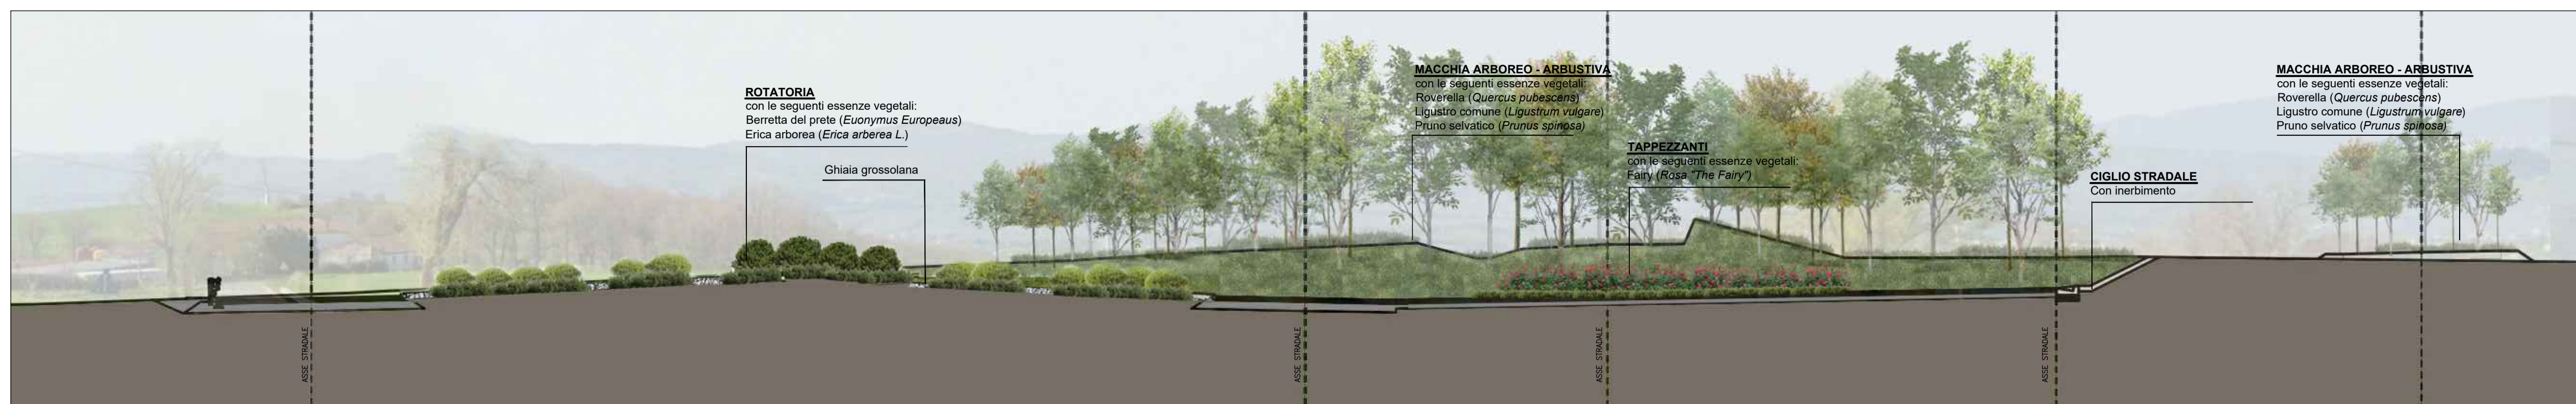 ROTATORIA
con le seguenti essenze vegetali:
Berretta del prete (Euonymus Europeaus)
Erica arborea (Erica arberea L.)
Ghiaia grossolana
MACCHIA ARBOREO - ARBUSTIVA
con le seguenti essenze vegetali:
Roverella (Quercus pubescens)
Ligustro comune (Ligustrum vulgare)
Pruno selvatico (Prunus spinosa)
TAPPEZZANTI
con le seguenti essenze vegetali:
Fairy (Rosa "The Fairy")
CIGLIO STRADALE
Con inerbimento
MACCHIA ARBOREO - ARBUSTIVA
con le seguenti essenze vegetali:
Roverella (Quercus pubescens)
Ligustro comune (Ligustrum vulgare)
Pruno selvatico (Prunus spinosa)
ASSE STRADALE
ASSE STRADALE
ASSE STRADALE
ASSE STRADALE